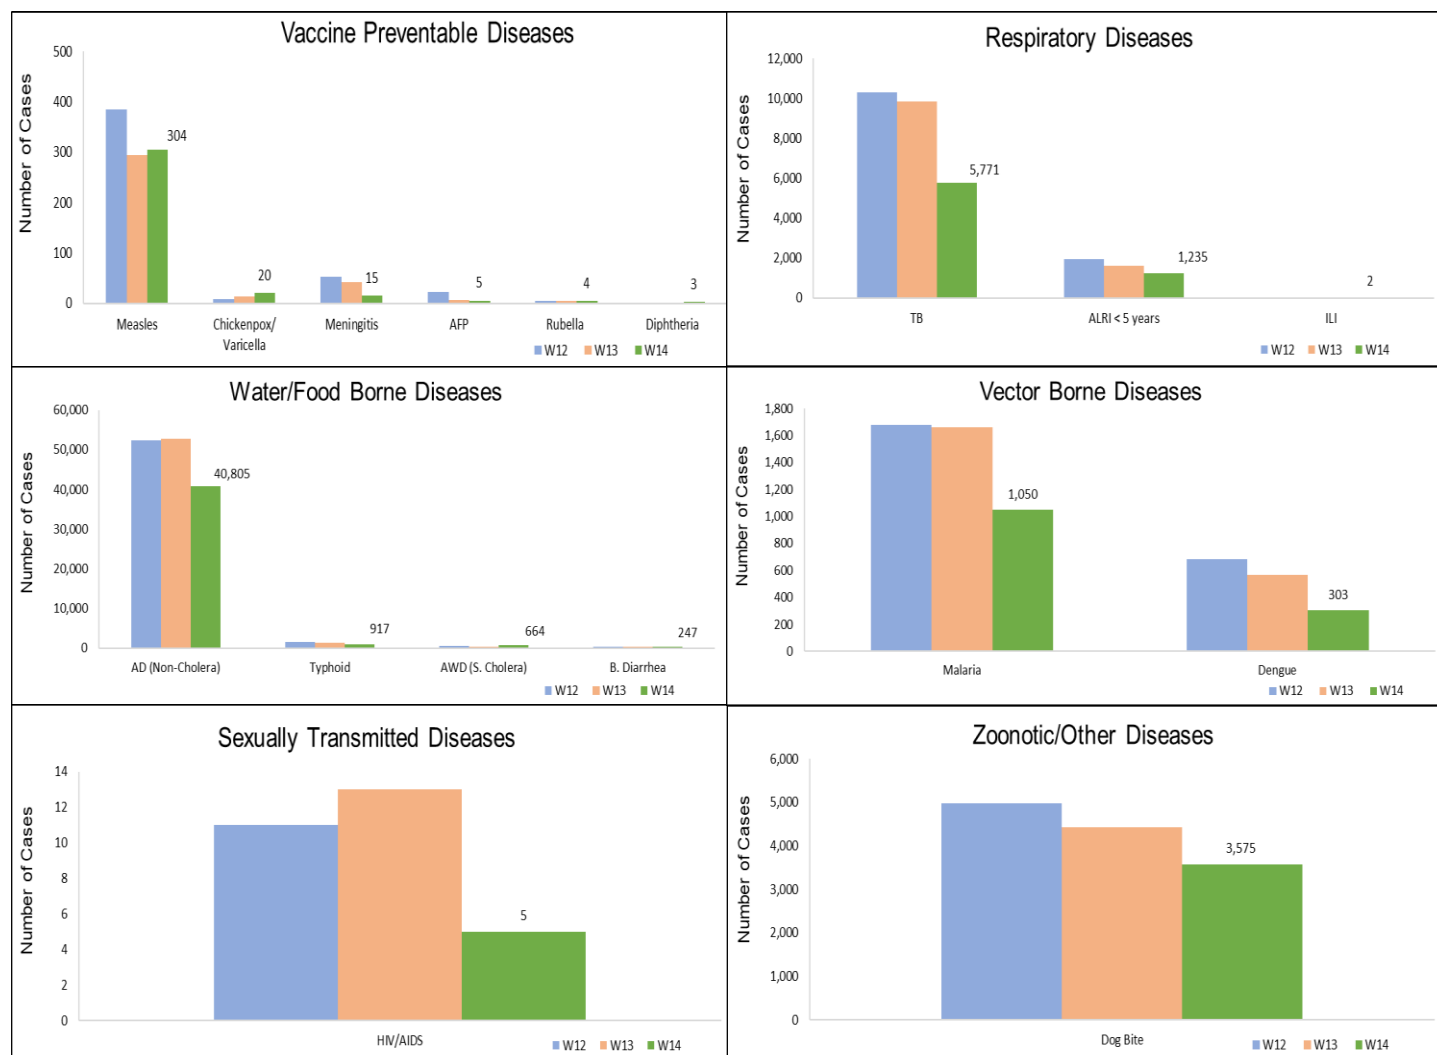 Vaccine Preventable Diseases
Number of Cases
500
400
300
200
100
0
304
20
15
5
4
3
Measles
Chickenpox/
Varicella
Meningitis
AFP
Rubella
Diphtheria
W12 W13 W14
Respiratory Diseases
Number of Cases
12,000
10,000
8,000
6,000
4,000
2,000
0
5,771
1,235
2
TB
ALRI < 5 years
ILI
W12 W13 W14
Water/Food Borne Diseases
Number of Cases
60,000
50,000
40,000
30,000
20,000
10,000
0
40,805
917
664
247
AD (Non-Cholera)
Typhoid
AWD (S. Cholera)
B. Diarrhea
W12 W13 W14
Vector Borne Diseases
Number of Cases
1,800
1,600
1,400
1,200
1,000
800
600
400
200
0
1,050
303
Malaria
Dengue
W12 W13 W14
Sexually Transmitted Diseases
Number of Cases
14
12
10
8
6
4
2
0
5
HIV/AIDS
W12 W13 W14
Zoonotic/Other Diseases
Number of Cases
6,000
5,000
4,000
3,000
2,000
1,000
0
3,575
Dog Bite
W12 W13 W14